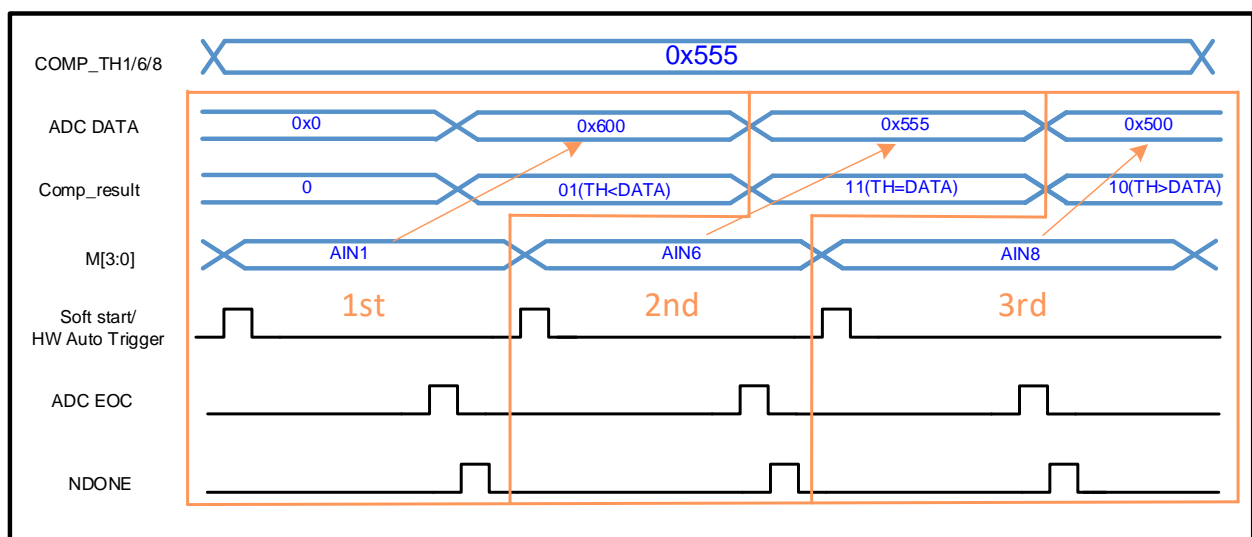 COMP_TH1/6/8
0x555
ADC DATA
0x0
0x600
0x555
0x500
Comp_result
0
01(TH<DATA)
11(TH=DATA)
10(TH>DATA)
M[3:0]
AIN1
AIN6
AIN8
1st
2nd
3rd
Soft start/
HW Auto Trigger
ADC EOC
NDONE